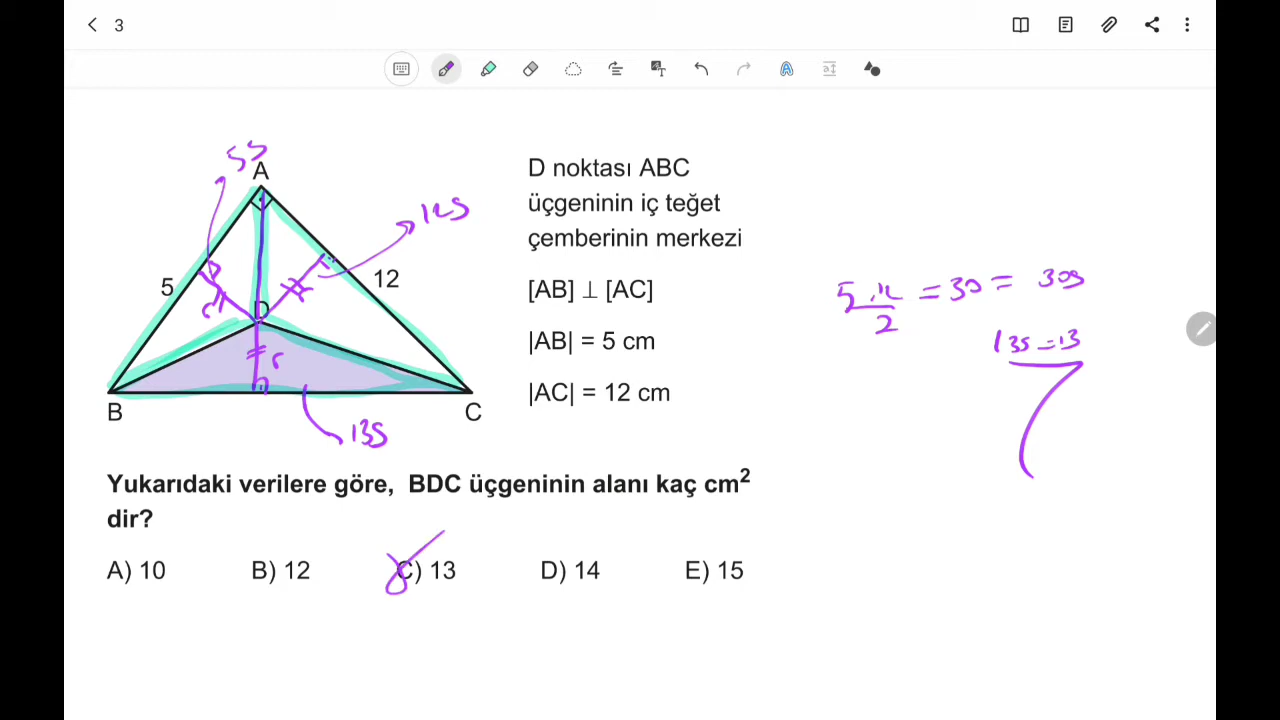 3
5S
A
12S
5
12
r
D
r
B
C
13S
D noktası ABC
üçgeninin iç teğet
çemberinin merkezi
[AB] ⊥ [AC]
|AB| = 5 cm
|AC| = 12 cm
5.12/2 = 30 = 30S
13S = 13
Yukarıdaki verilere göre, BDC üçgeninin alanı kaç cm²
dir?
A) 10 B) 12 C) 13 D) 14 E) 15